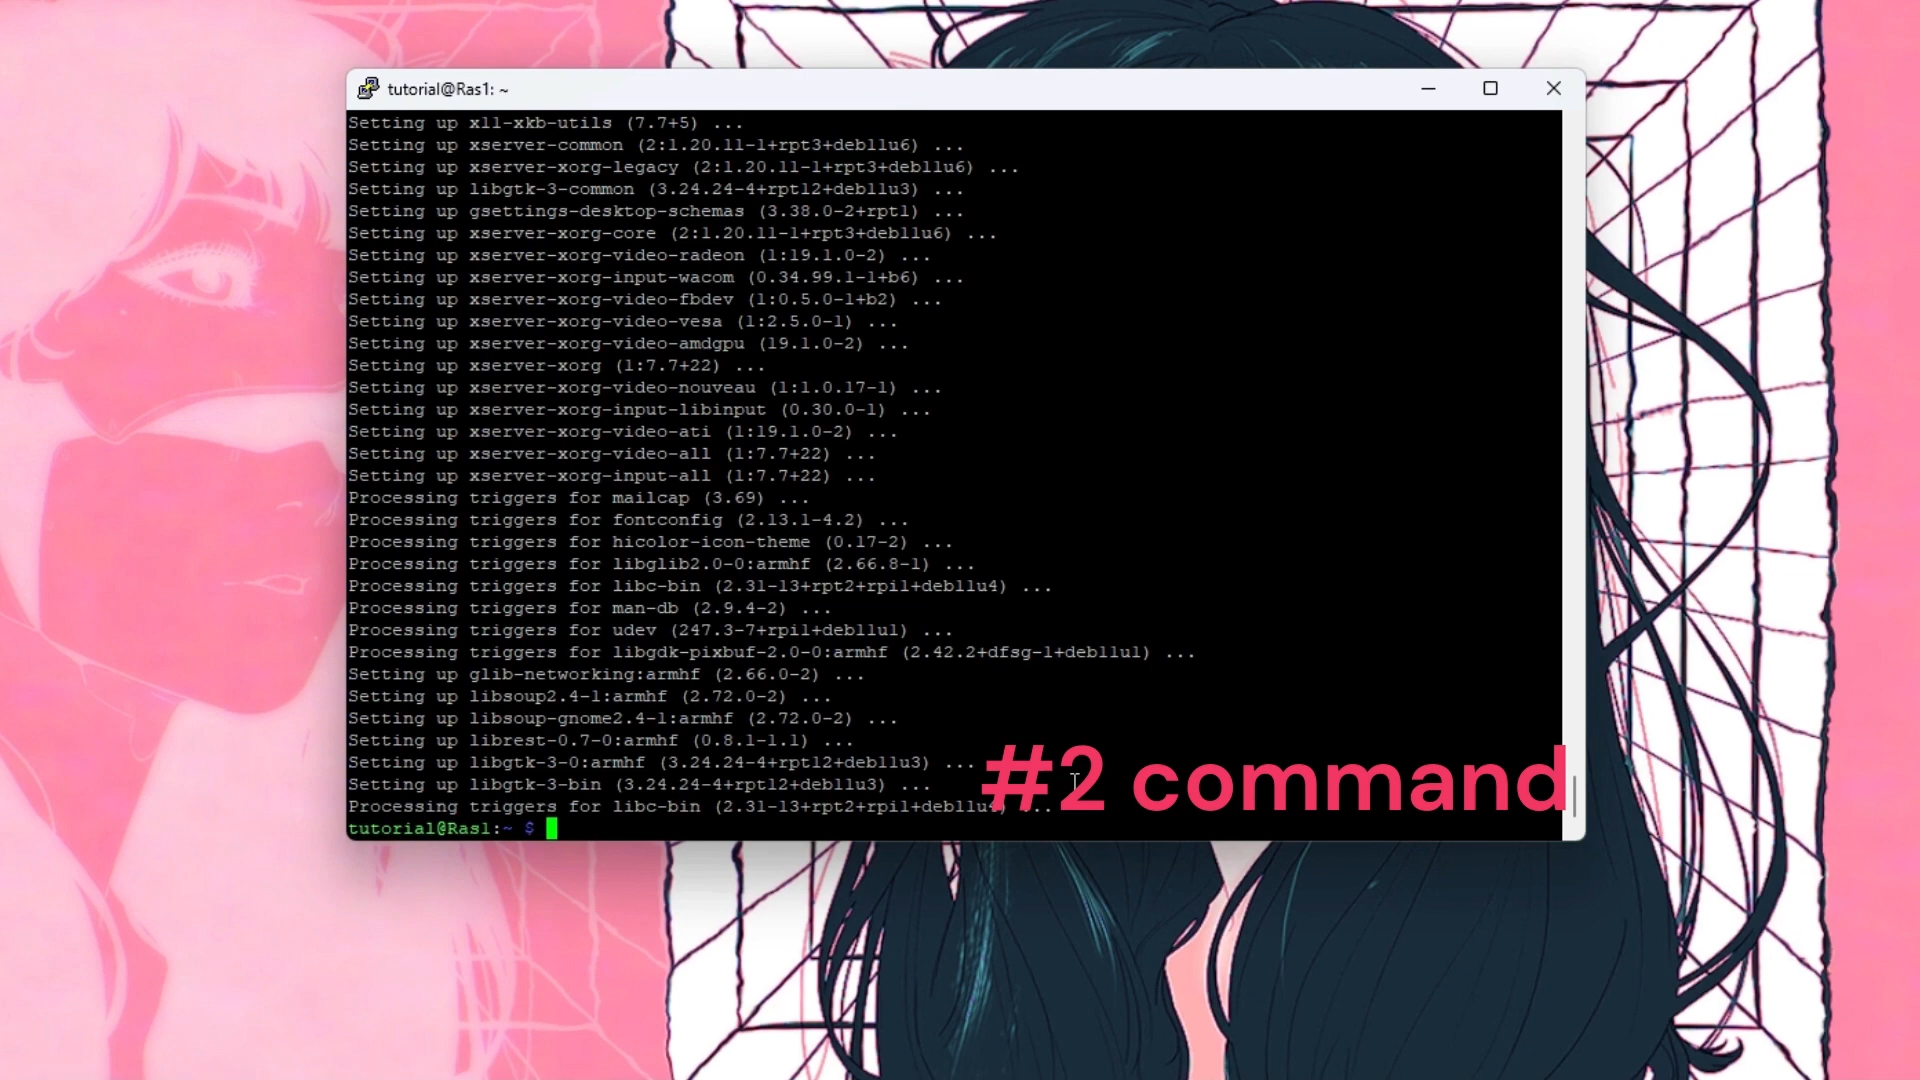 tutorial@Ras1: ~
Setting up x11-xkb-utils (7.7+5) ...
Setting up xserver-common (2:1.20.11-1+rpt3+deb11u6) ...
Setting up xserver-xorg-legacy (2:1.20.11-1+rpt3+deb11u6) ...
Setting up libgtk-3-common (3.24.24-4+rpt12+deb11u3) ...
Setting up gsettings-desktop-schemas (3.38.0-2+rpt1) ...
Setting up xserver-xorg-core (2:1.20.11-1+rpt3+deb11u6) ...
Setting up xserver-xorg-video-radeon (1:19.1.0-2) ...
Setting up xserver-xorg-input-wacom (0.34.99.1-1+b6) ...
Setting up xserver-xorg-video-fbdev (1:0.5.0-1+b2) ...
Setting up xserver-xorg-video-vesa (1:2.5.0-1) ...
Setting up xserver-xorg-video-amdgpu (19.1.0-2) ...
Setting up xserver-xorg (1:7.7+22) ...
Setting up xserver-xorg-video-nouveau (1:1.0.17-1) ...
Setting up xserver-xorg-input-libinput (0.30.0-1) ...
Setting up xserver-xorg-video-ati (1:19.1.0-2) ...
Setting up xserver-xorg-video-all (1:7.7+22) ...
Setting up xserver-xorg-input-all (1:7.7+22) ...
Processing triggers for mailcap (3.69) ...
Processing triggers for fontconfig (2.13.1-4.2) ...
Processing triggers for hicolor-icon-theme (0.17-2) ...
Processing triggers for libglib2.0-0:armhf (2.66.8-1) ...
Processing triggers for libc-bin (2.31-13+rpt2+rpi1+deb11u4) ...
Processing triggers for man-db (2.9.4-2) ...
Processing triggers for udev (247.3-7+rpi1+deb11u1) ...
Processing triggers for libgdk-pixbuf-2.0-0:armhf (2.42.2+dfsg-1+deb11u1) ...
Setting up glib-networking:armhf (2.66.0-2) ...
Setting up libsoup2.4-1:armhf (2.72.0-2) ...
Setting up libsoup-gnome2.4-1:armhf (2.72.0-2) ...
Setting up librest-0.7-0:armhf (0.8.1-1.1) ...
Setting up libgtk-3-0:armhf (3.24.24-4+rpt12+deb11u3) ...
Setting up libgtk-3-bin (3.24.24-4+rpt12+deb11u3) ...
Processing triggers for libc-bin (2.31-13+rpt2+rpi1+deb11u4) ...
tutorial@Ras1:~ $
#2 command